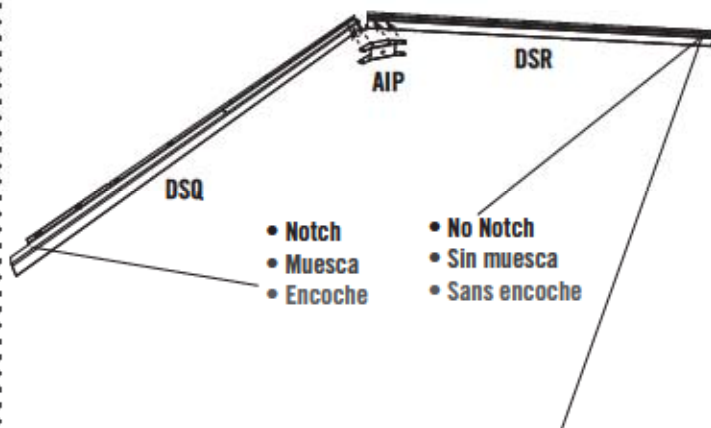 DSR
AIP
DSQ
• Notch
• Muesca
• Encoche
• No Notch
• Sin muesca
• Sans encoche